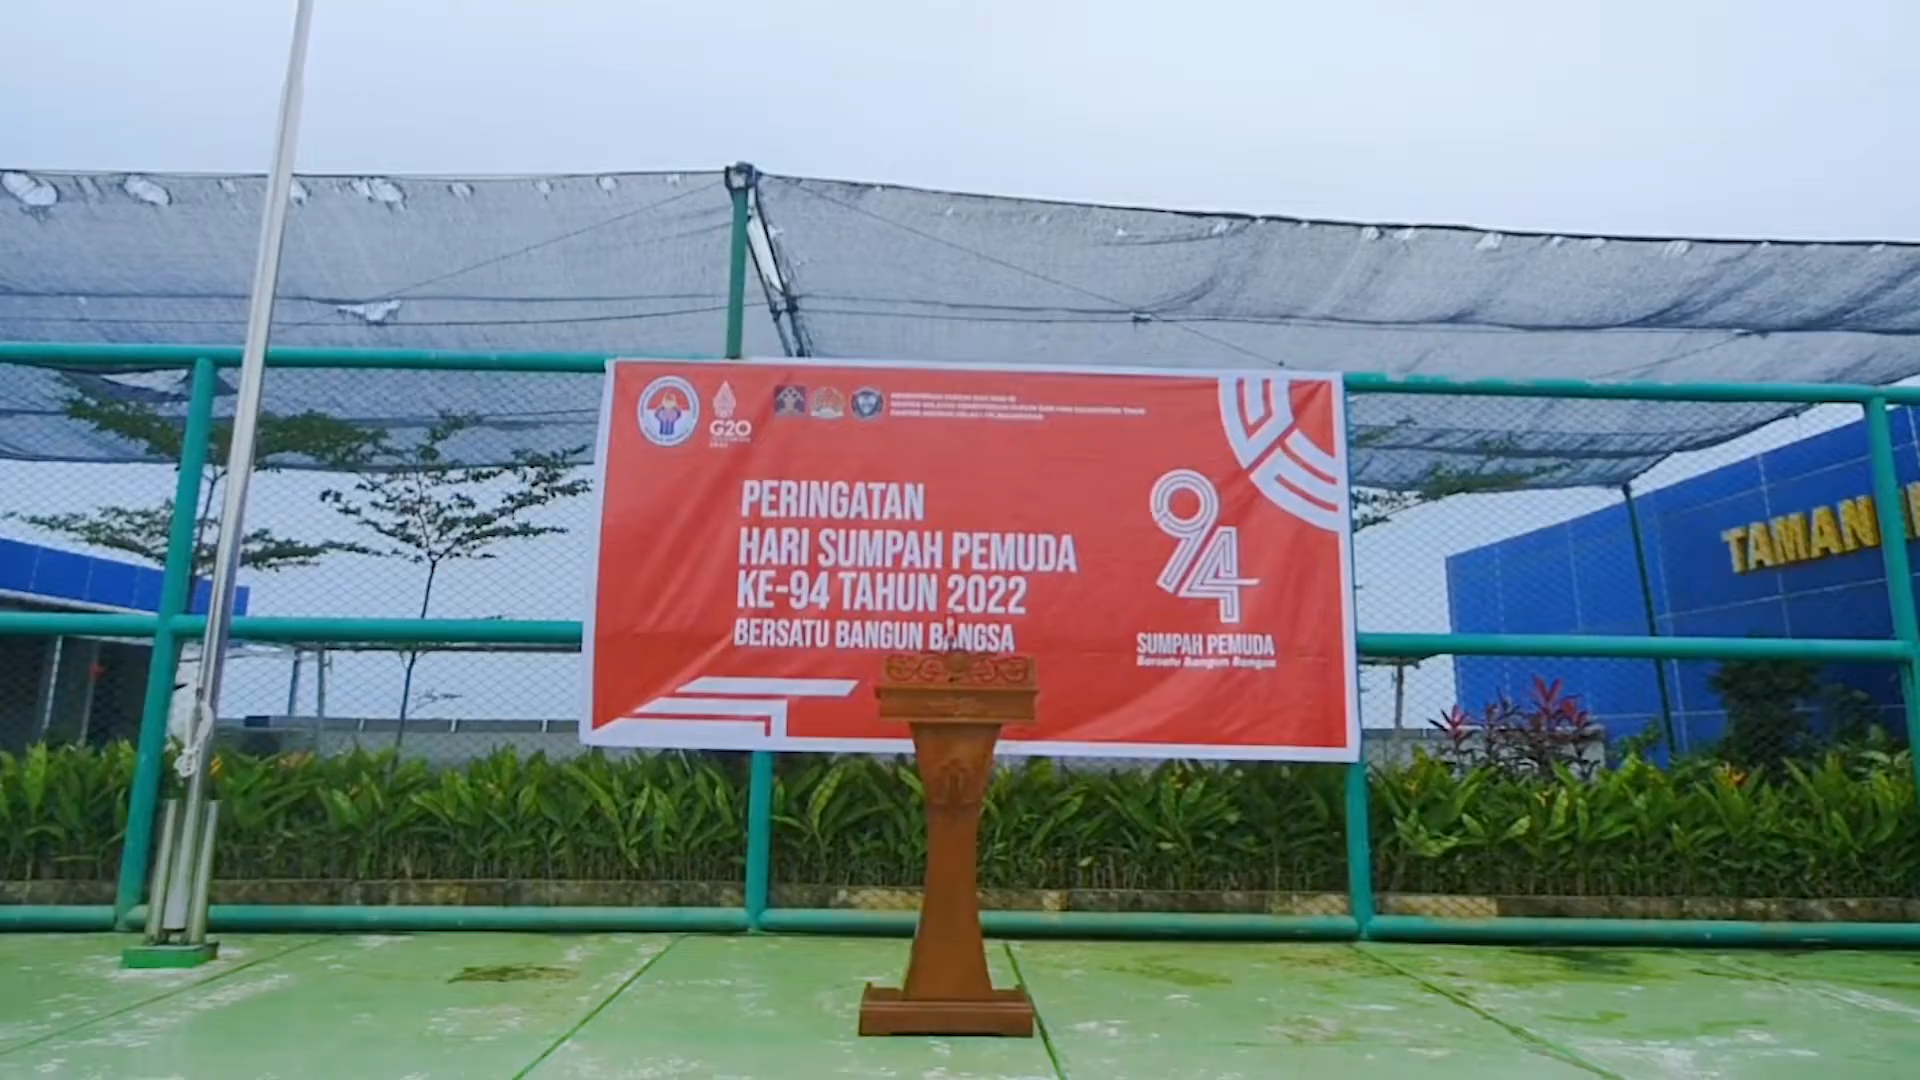 G20
PERINGATAN
HARI SUMPAH PEMUDA
KE-94 TAHUN 2022
BERSATU BANGUN BANGSA
94
SUMPAH PEMUDA
Bersatu Bangun Bangsa
TAMAN